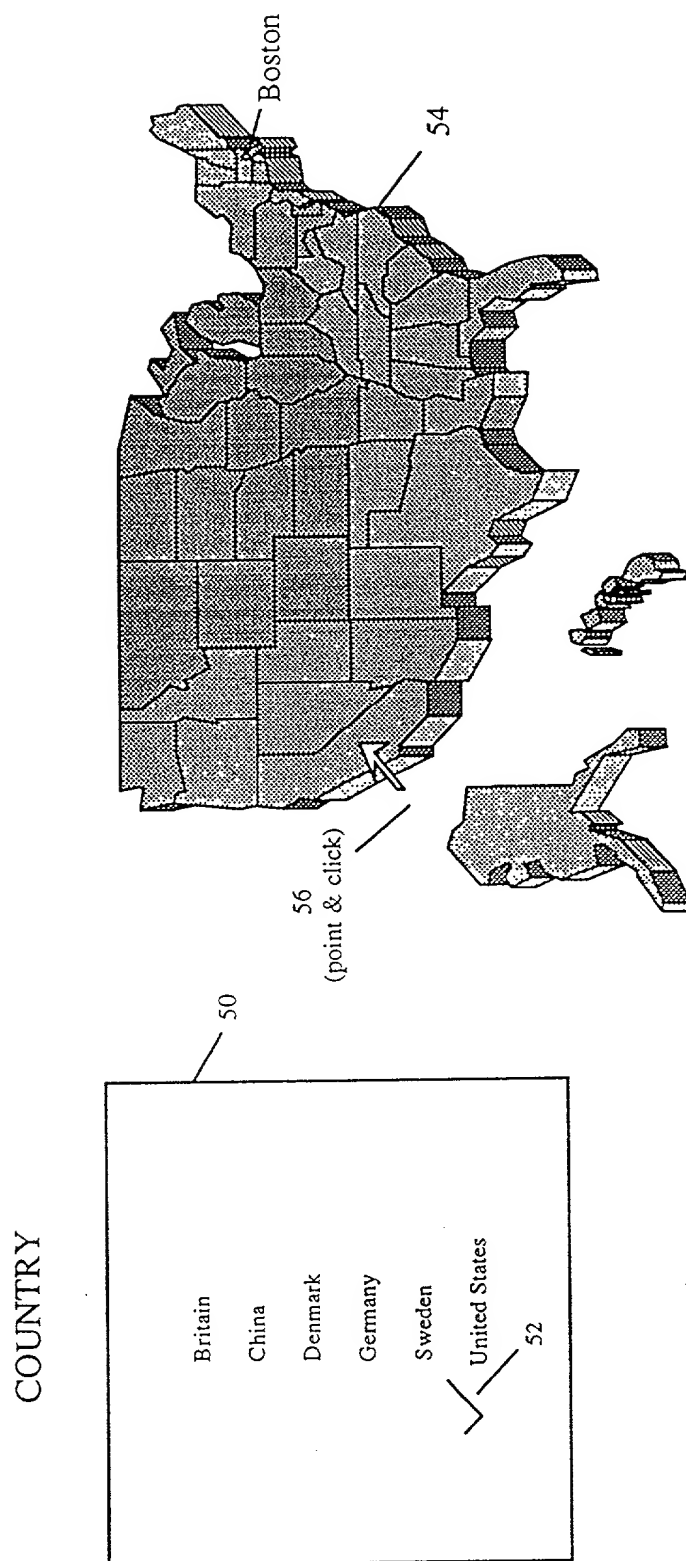 COUNTRY
50
Britain
China
Denmark
Germany
Sweden
United States
52
56
(point & click)
Boston
54